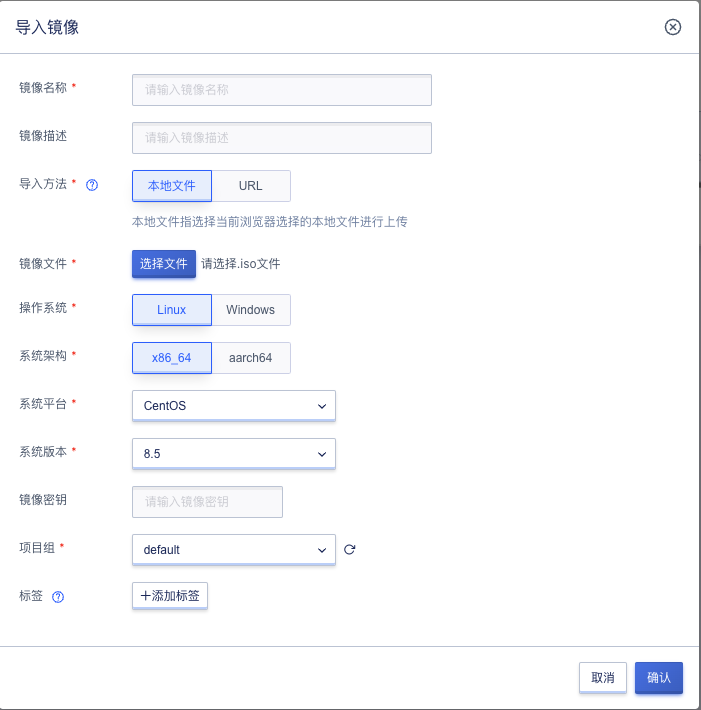 导入镜像
镜像名称 * 请输入镜像名称
镜像描述 请输入镜像描述
导入方法 * 本地文件 URL
本地文件指选择当前浏览器选择的本地文件进行上传
镜像文件 * 选择文件 请选择.iso文件
操作系统 * Linux Windows
系统架构 * x86_64 aarch64
系统平台 * CentOS
系统版本 * 8.5
镜像密钥 请输入镜像密钥
项目组 * default
标签 +添加标签
取消 确认